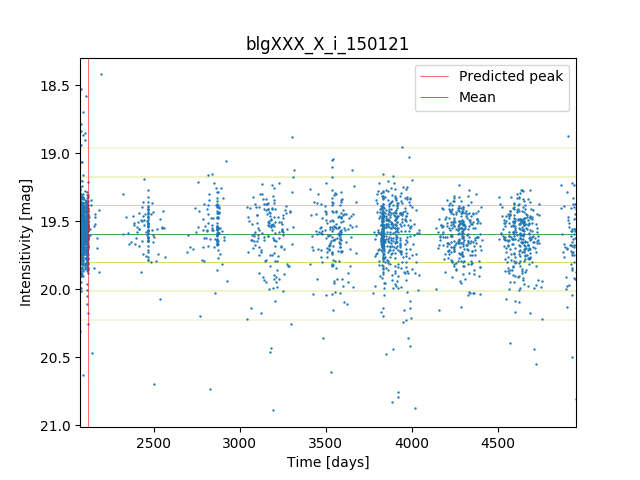 blgXXX_X_i_150121
Predicted peak
Mean
18.5
19.0
19.5
20.0
20.5
21.0
Intensitivity [mag]
2500
3000
3500
4000
4500
Time [days]